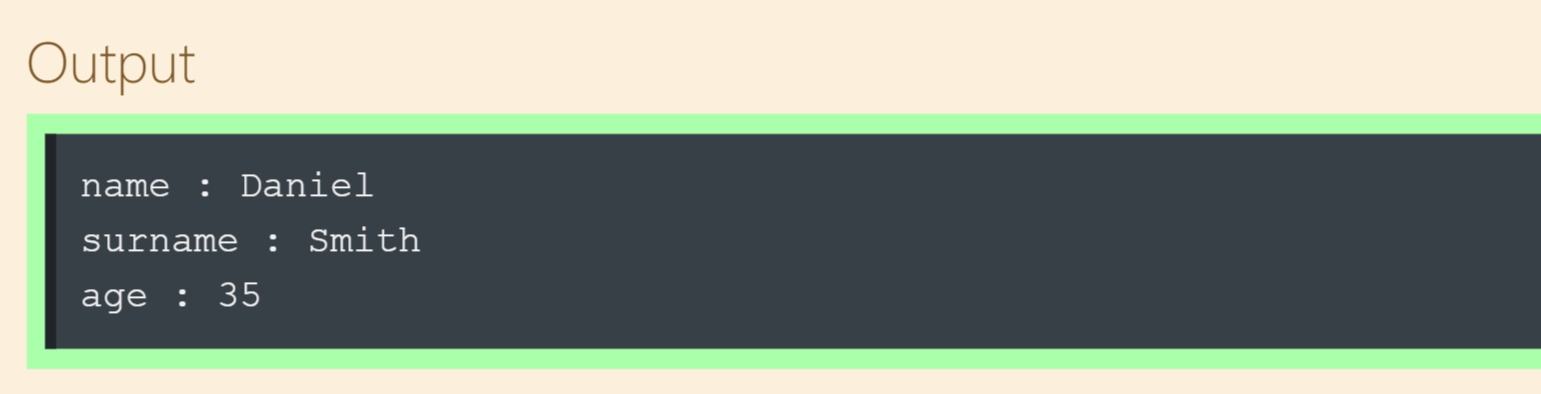 Output
name : Daniel
surname : Smith
age : 35